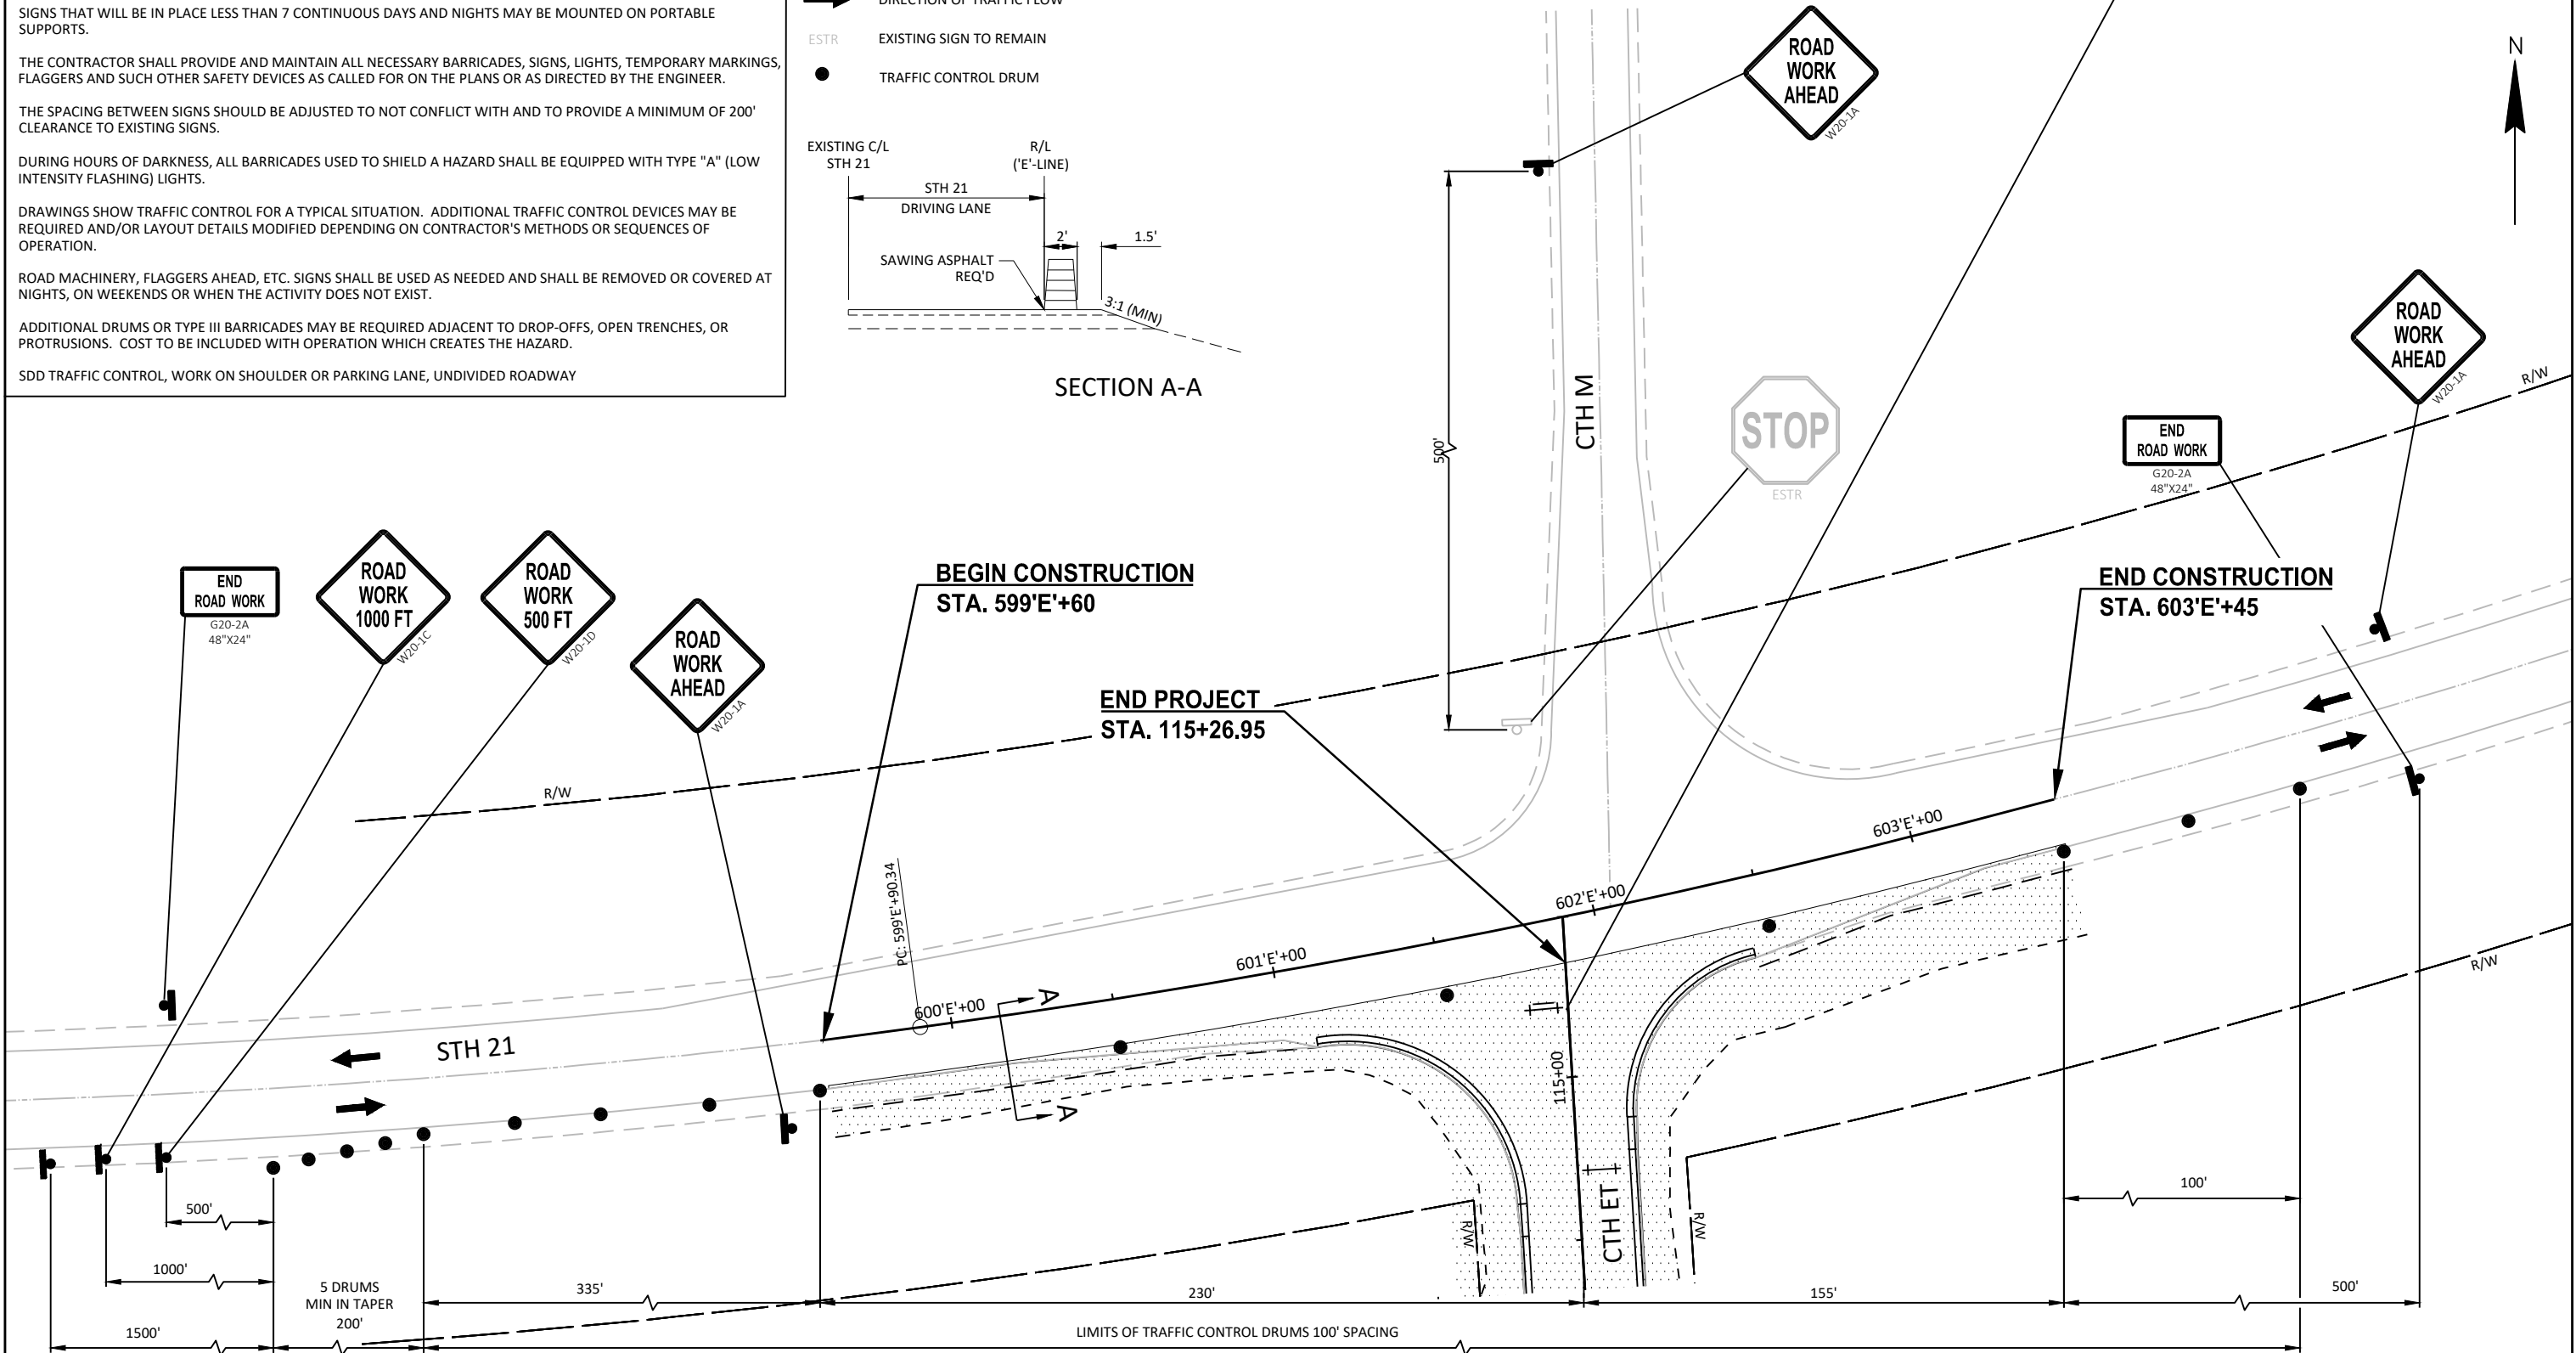 SIGNS THAT WILL BE IN PLACE LESS THAN 7 CONTINUOUS DAYS AND NIGHTS MAY BE MOUNTED ON PORTABLE
SUPPORTS.
THE CONTRACTOR SHALL PROVIDE AND MAINTAIN ALL NECESSARY BARRICADES, SIGNS, LIGHTS, TEMPORARY MARKINGS,
FLAGGERS AND SUCH OTHER SAFETY DEVICES AS CALLED FOR ON THE PLANS OR AS DIRECTED BY THE ENGINEER.
THE SPACING BETWEEN SIGNS SHOULD BE ADJUSTED TO NOT CONFLICT WITH AND TO PROVIDE A MINIMUM OF 200'
CLEARANCE TO EXISTING SIGNS.
DURING HOURS OF DARKNESS, ALL BARRICADES USED TO SHIELD A HAZARD SHALL BE EQUIPPED WITH TYPE "A" (LOW
INTENSITY FLASHING) LIGHTS.
DRAWINGS SHOW TRAFFIC CONTROL FOR A TYPICAL SITUATION. ADDITIONAL TRAFFIC CONTROL DEVICES MAY BE
REQUIRED AND/OR LAYOUT DETAILS MODIFIED DEPENDING ON CONTRACTOR'S METHODS OR SEQUENCES OF
OPERATION.
ROAD MACHINERY, FLAGGERS AHEAD, ETC. SIGNS SHALL BE USED AS NEEDED AND SHALL BE REMOVED OR COVERED AT
NIGHTS, ON WEEKENDS OR WHEN THE ACTIVITY DOES NOT EXIST.
ADDITIONAL DRUMS OR TYPE III BARRICADES MAY BE REQUIRED ADJACENT TO DROP-OFFS, OPEN TRENCHES, OR
PROTRUSIONS. COST TO BE INCLUDED WITH OPERATION WHICH CREATES THE HAZARD.
SDD TRAFFIC CONTROL, WORK ON SHOULDER OR PARKING LANE, UNDIVIDED ROADWAY
DIRECTION OF TRAFFIC FLOW
ESTR EXISTING SIGN TO REMAIN
TRAFFIC CONTROL DRUM
EXISTING C/L
STH 21
R/L
('E'-LINE)
STH 21
DRIVING LANE
2'
1.5'
SAWING ASPHALT
REQ'D
3:1 (MIN)
SECTION A-A
ROAD
WORK
AHEAD
W20-1A
N
500'
CTH M
STOP
ESTR
ROAD
WORK
AHEAD
W20-1A
R/W
END
ROAD WORK
G20-2A
48"X24"
END
ROAD WORK
G20-2A
48"X24"
ROAD
WORK
1000 FT
W20-1C
ROAD
WORK
500 FT
W20-1D
ROAD
WORK
AHEAD
W20-1A
BEGIN CONSTRUCTION
STA. 599'E'+60
END CONSTRUCTION
STA. 603'E'+45
END PROJECT
STA. 115+26.95
R/W
PC: 599'E'+90.34
600'E'+00
601'E'+00
602'E'+00
603'E'+00
A
A
STH 21
115+00
CTH ET
R/W
R/W
R/W
500'
1000'
1500'
5 DRUMS
MIN IN TAPER
200'
335'
230'
155'
100'
500'
LIMITS OF TRAFFIC CONTROL DRUMS 100' SPACING